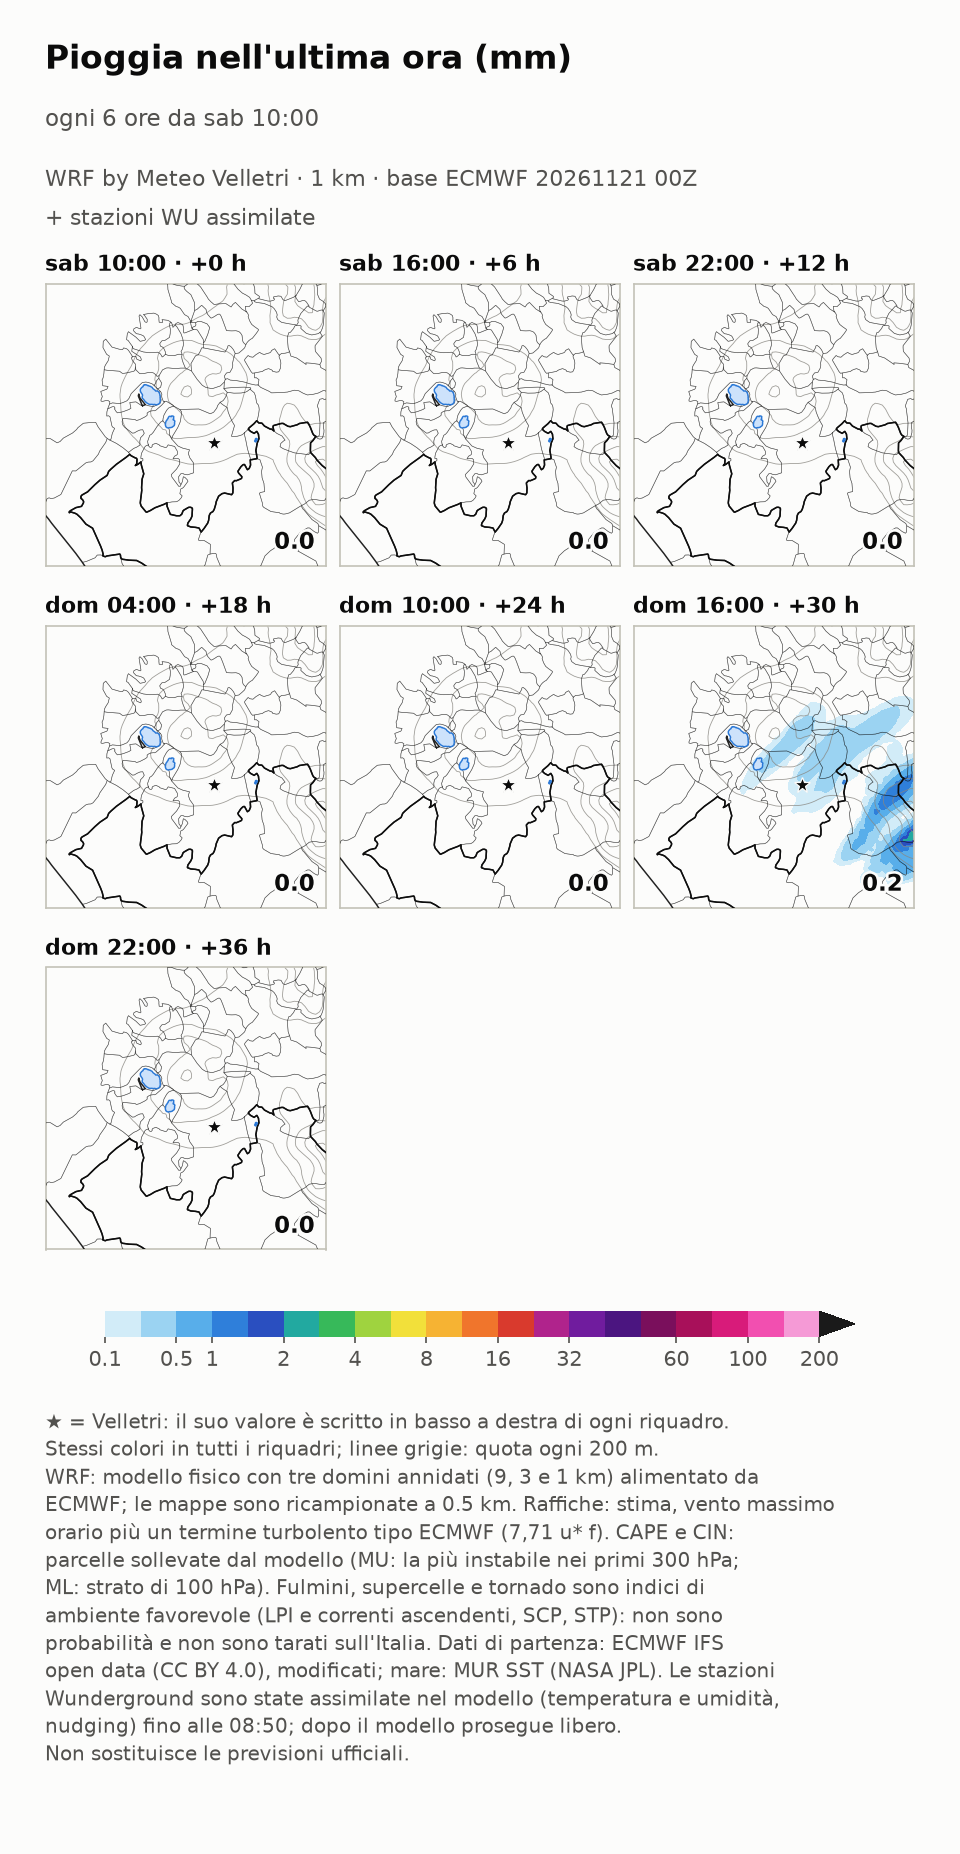 Pioggia nell'ultima ora (mm)
ogni 6 ore da sab 10:00
WRF by Meteo Velletri · 1 km · base ECMWF 20261121 00Z
+ stazioni WU assimilate
sab 10:00 · +0 h
sab 16:00 · +6 h
sab 22:00 · +12 h
0.0
0.0
0.0
dom 04:00 · +18 h
dom 10:00 · +24 h
dom 16:00 · +30 h
0.0
0.0
0.2
dom 22:00 · +36 h
0.0
0.1 0.5 1 2 4 8 16 32 60 100 200
★ = Velletri: il suo valore è scritto in basso a destra di ogni riquadro.
Stessi colori in tutti i riquadri; linee grigie: quota ogni 200 m.
WRF: modello fisico con tre domini annidati (9, 3 e 1 km) alimentato da
ECMWF; le mappe sono ricampionate a 0.5 km. Raffiche: stima, vento massimo
orario più un termine turbolento tipo ECMWF (7,71 u* f). CAPE e CIN:
parcelle sollevate dal modello (MU: la più instabile nei primi 300 hPa;
ML: strato di 100 hPa). Fulmini, supercelle e tornado sono indici di
ambiente favorevole (LPI e correnti ascendenti, SCP, STP): non sono
probabilità e non sono tarati sull'Italia. Dati di partenza: ECMWF IFS
open data (CC BY 4.0), modificati; mare: MUR SST (NASA JPL). Le stazioni
Wunderground sono state assimilate nel modello (temperatura e umidità,
nudging) fino alle 08:50; dopo il modello prosegue libero.
Non sostituisce le previsioni ufficiali.